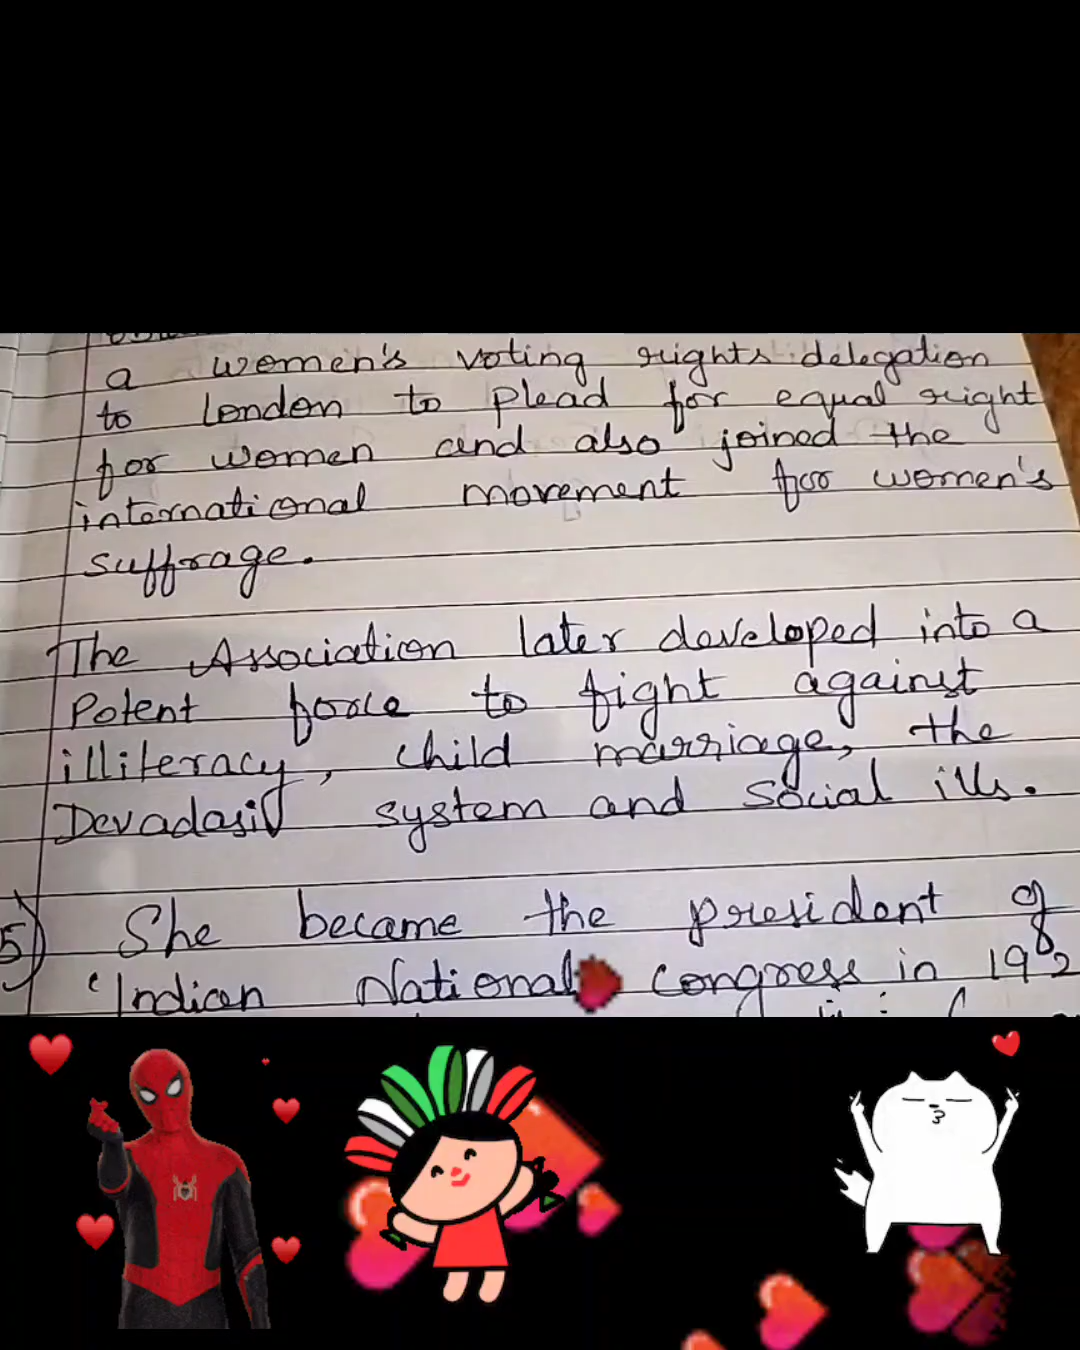 a women's voting rights delegation
to London to plead for equal right
for women and also joined the
international movement for women's
suffrage.
The Association later developed into a
Potent force to fight against
illiteracy, child marriage, the
Devadasi system and social ills.
5) She became the president of
'Indian National Congress in 192